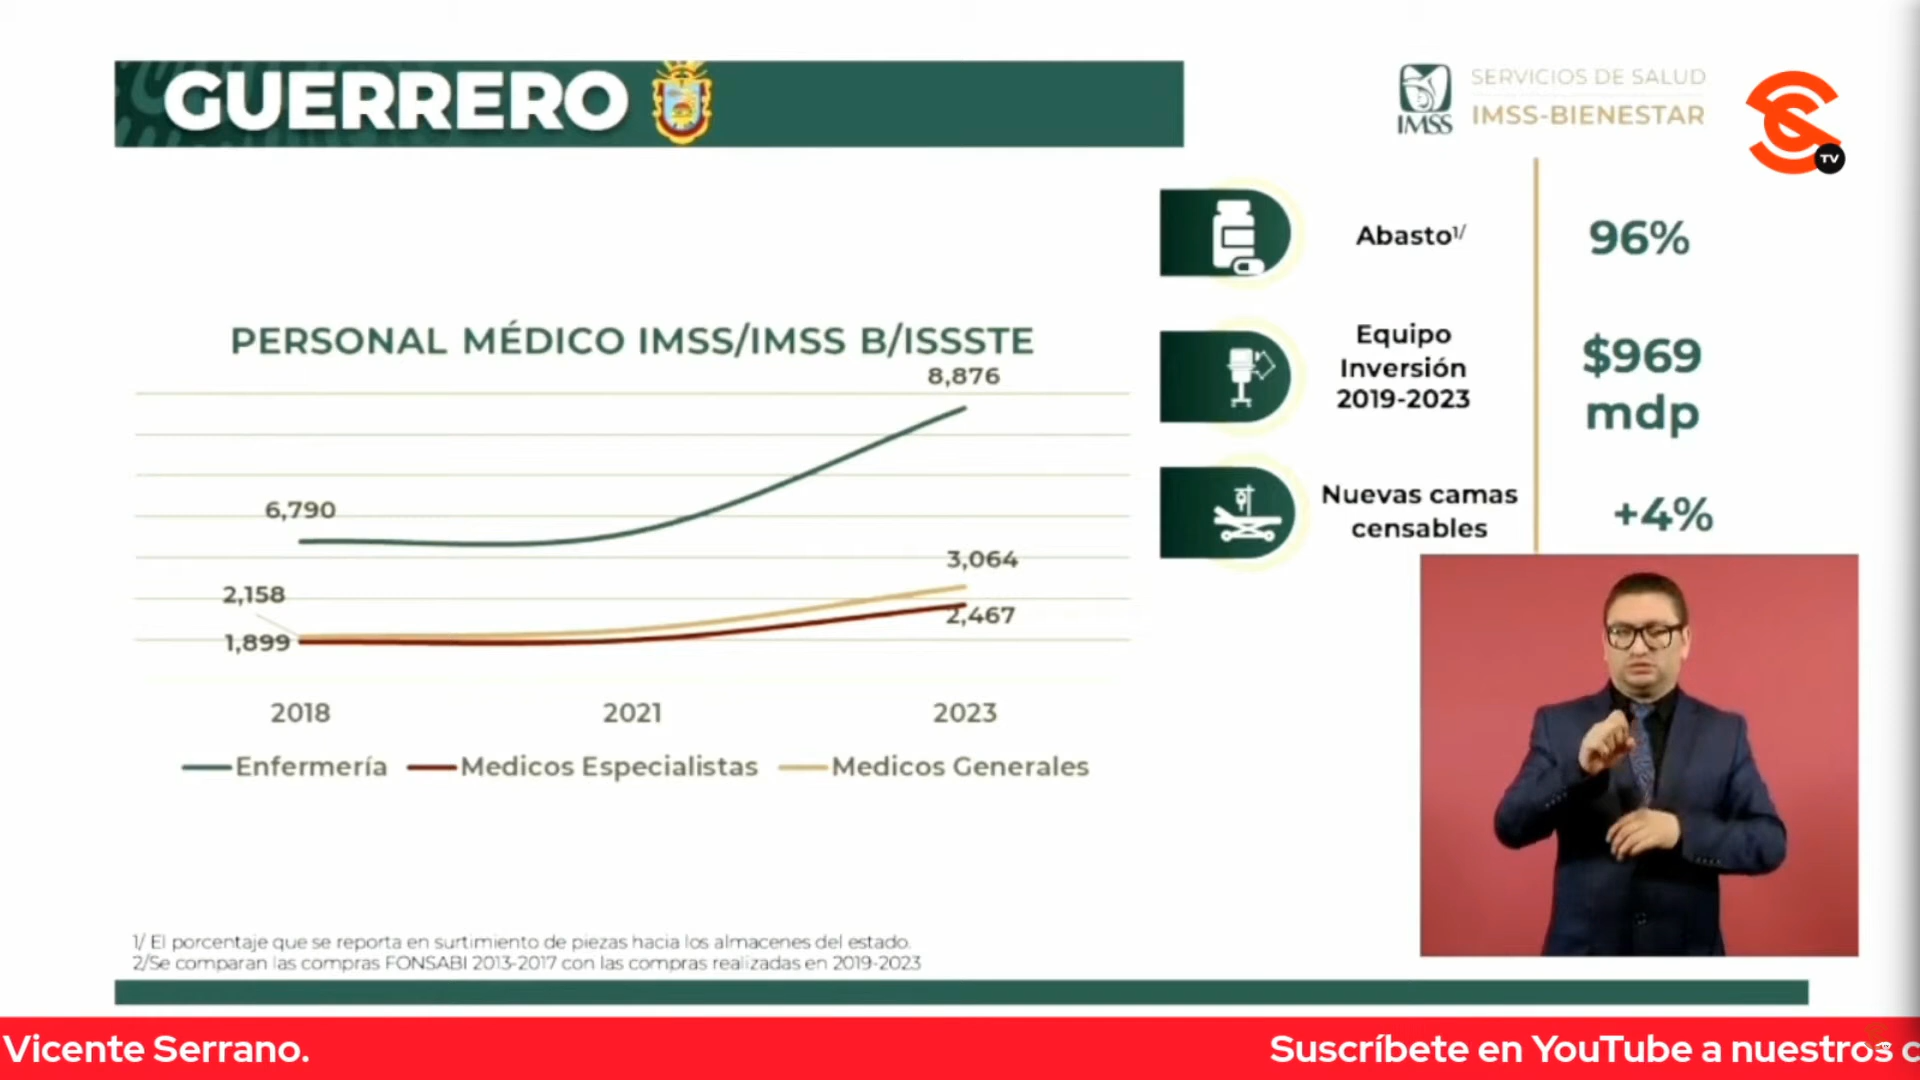 GUERRERO
IMSS
SERVICIOS DE SALUD
IMSS-BIENESTAR
TV
Abasto1/
96%
Equipo
Inversión
2019-2023
$969
mdp
Nuevas camas
censables
+4%
PERSONAL MÉDICO IMSS/IMSS B/ISSSTE
8,876
6,790
3,064
2,158
2,467
1,899
2018 2021 2023
Enfermería Medicos Especialistas Medicos Generales
1/ El porcentaje que se reporta en surtimiento de piezas hacia los almacenes del estado.
2/Se comparan las compras FONSABI 2013-2017 con las compras realizadas en 2019-2023
Vicente Serrano. Suscríbete en YouTube a nuestros c